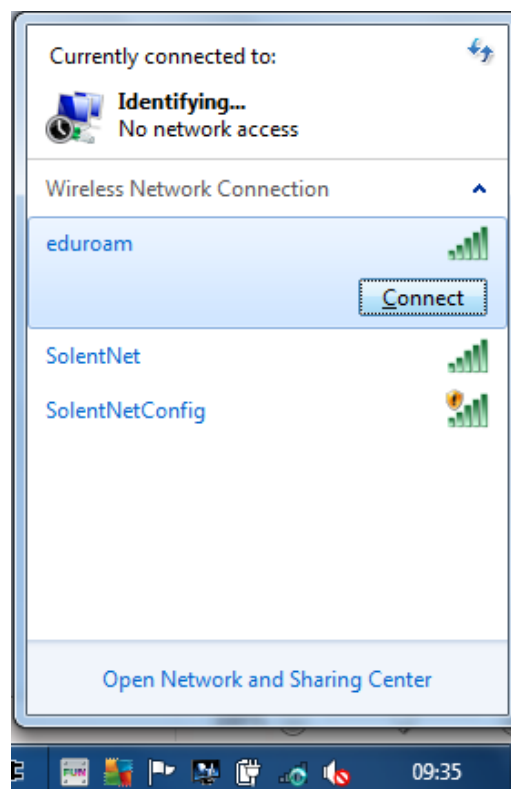 Currently connected to:
Identifying...
No network access
Wireless Network Connection
eduroam
Connect
SolentNet
SolentNetConfig
Open Network and Sharing Center
FUN
09:35